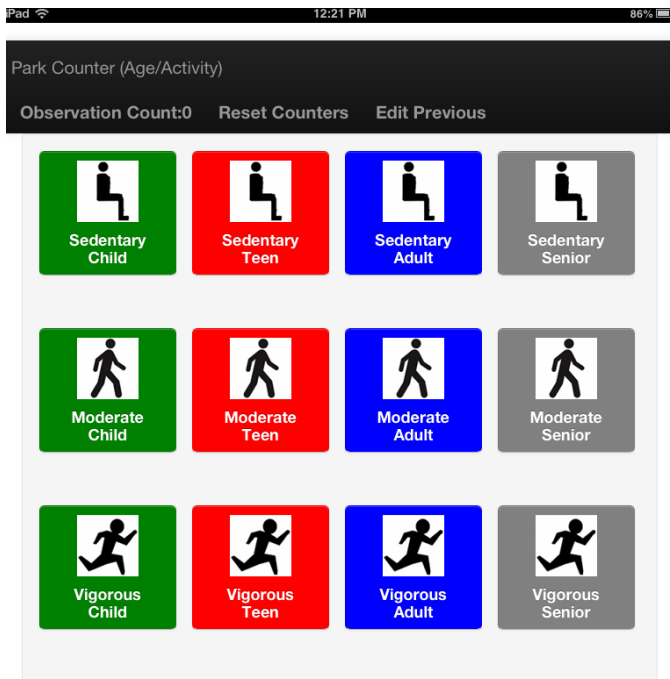 iPad 12:21 PM 86%
Park Counter (Age/Activity)
Observation Count:0 Reset Counters Edit Previous
Sedentary Child
Sedentary Teen
Sedentary Adult
Sedentary Senior
Moderate Child
Moderate Teen
Moderate Adult
Moderate Senior
Vigorous Child
Vigorous Teen
Vigorous Adult
Vigorous Senior